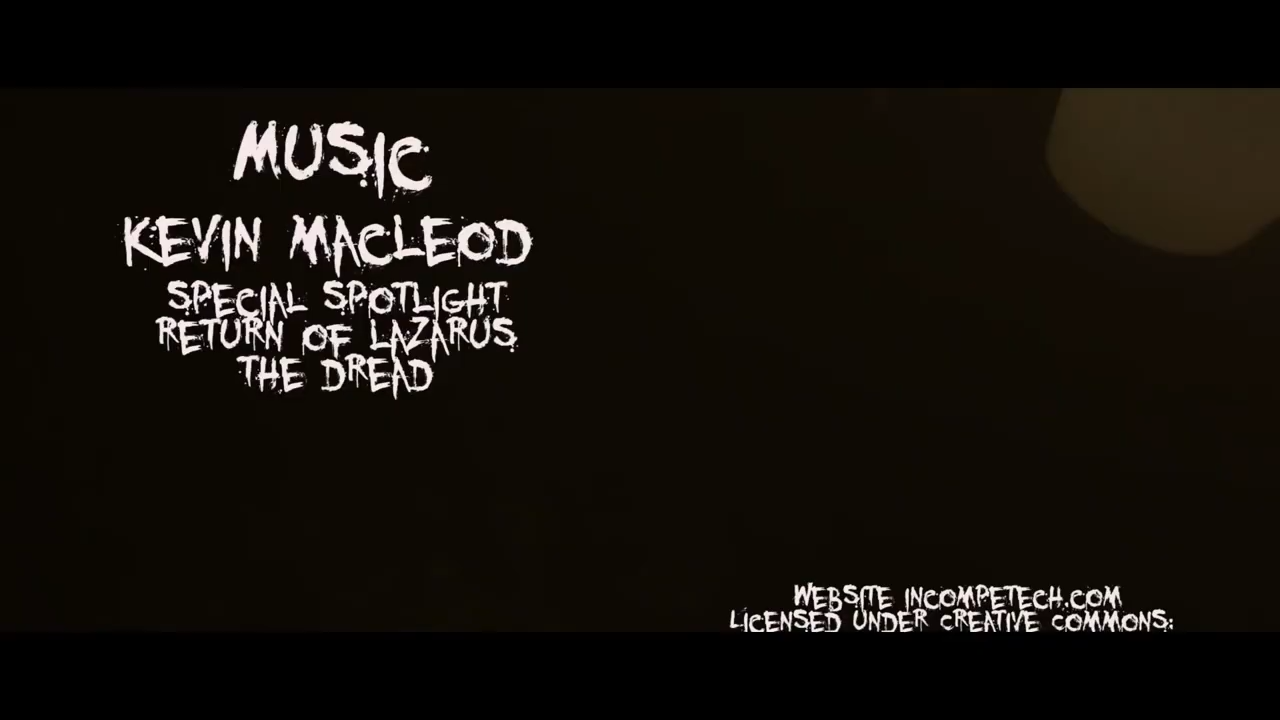 MUSIC
KEVIN MACLEOD
SPECIAL SPOTLIGHT
RETURN OF LAZARUS
THE DREAD
WEBSITE INCOMPETECH.COM
LICENSED UNDER CREATIVE COMMONS: